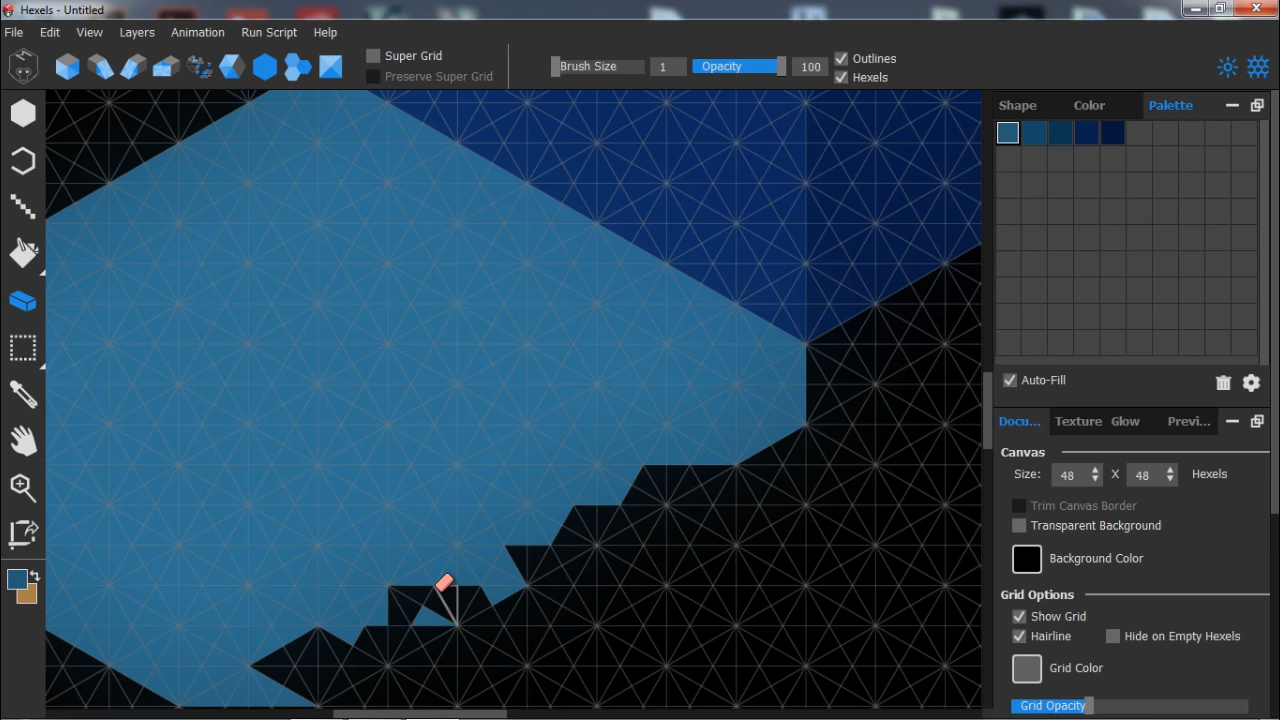 Hexels - Untitled
File Edit View Layers Animation Run Script Help
Super Grid
Preserve Super Grid
Brush Size 1 Opacity 100
Outlines
Hexels
Shape Color Palette
Auto-Fill
Docu... Texture Glow Previ...
Canvas
Size: 48 X 48 Hexels
Trim Canvas Border
Transparent Background
Background Color
Grid Options
Show Grid
Hairline Hide on Empty Hexels
Grid Color
Grid Opacity